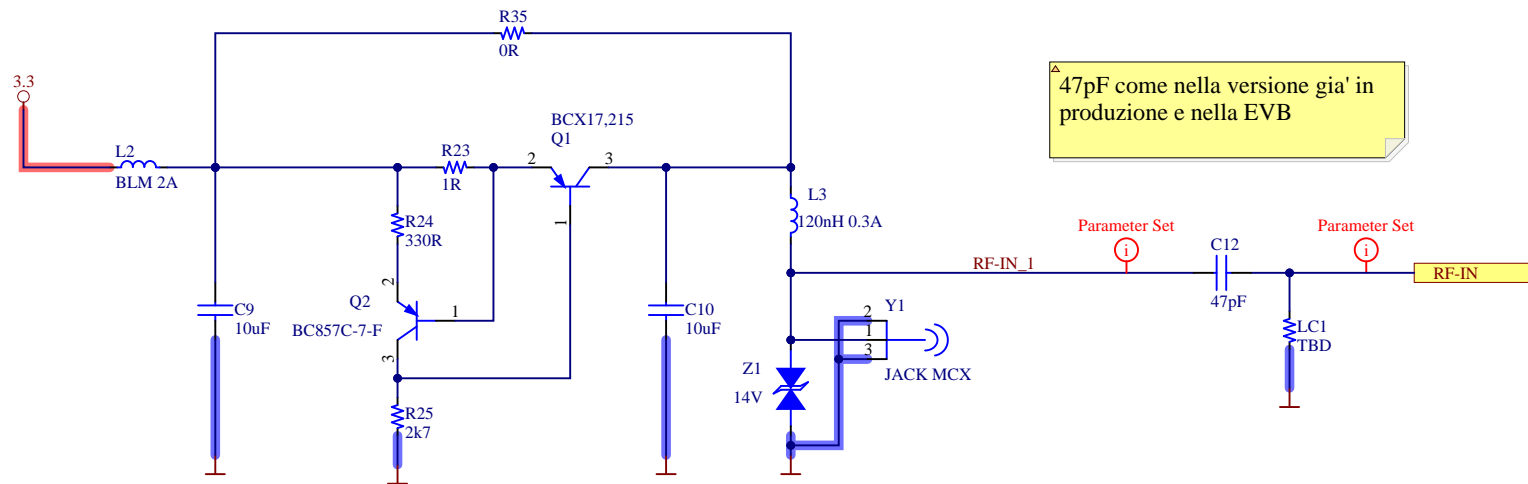 R35
0R
47pF come nella versione già' in
produzione e nella EVB
3.3
BCX17,215
Q1
L2
BLM 2A
R23
1R
2
3
1
L3
120nH 0.3A
R24
330R
Parameter Set
i
Parameter Set
i
C12
47pF
RF-IN_1
RF-IN
2
Q2
BC857C-7-F
1
3
C9
10uF
C10
10uF
Y1
2
1
3
JACK MCX
LC1
TBD
Z1
14V
R25
2k7